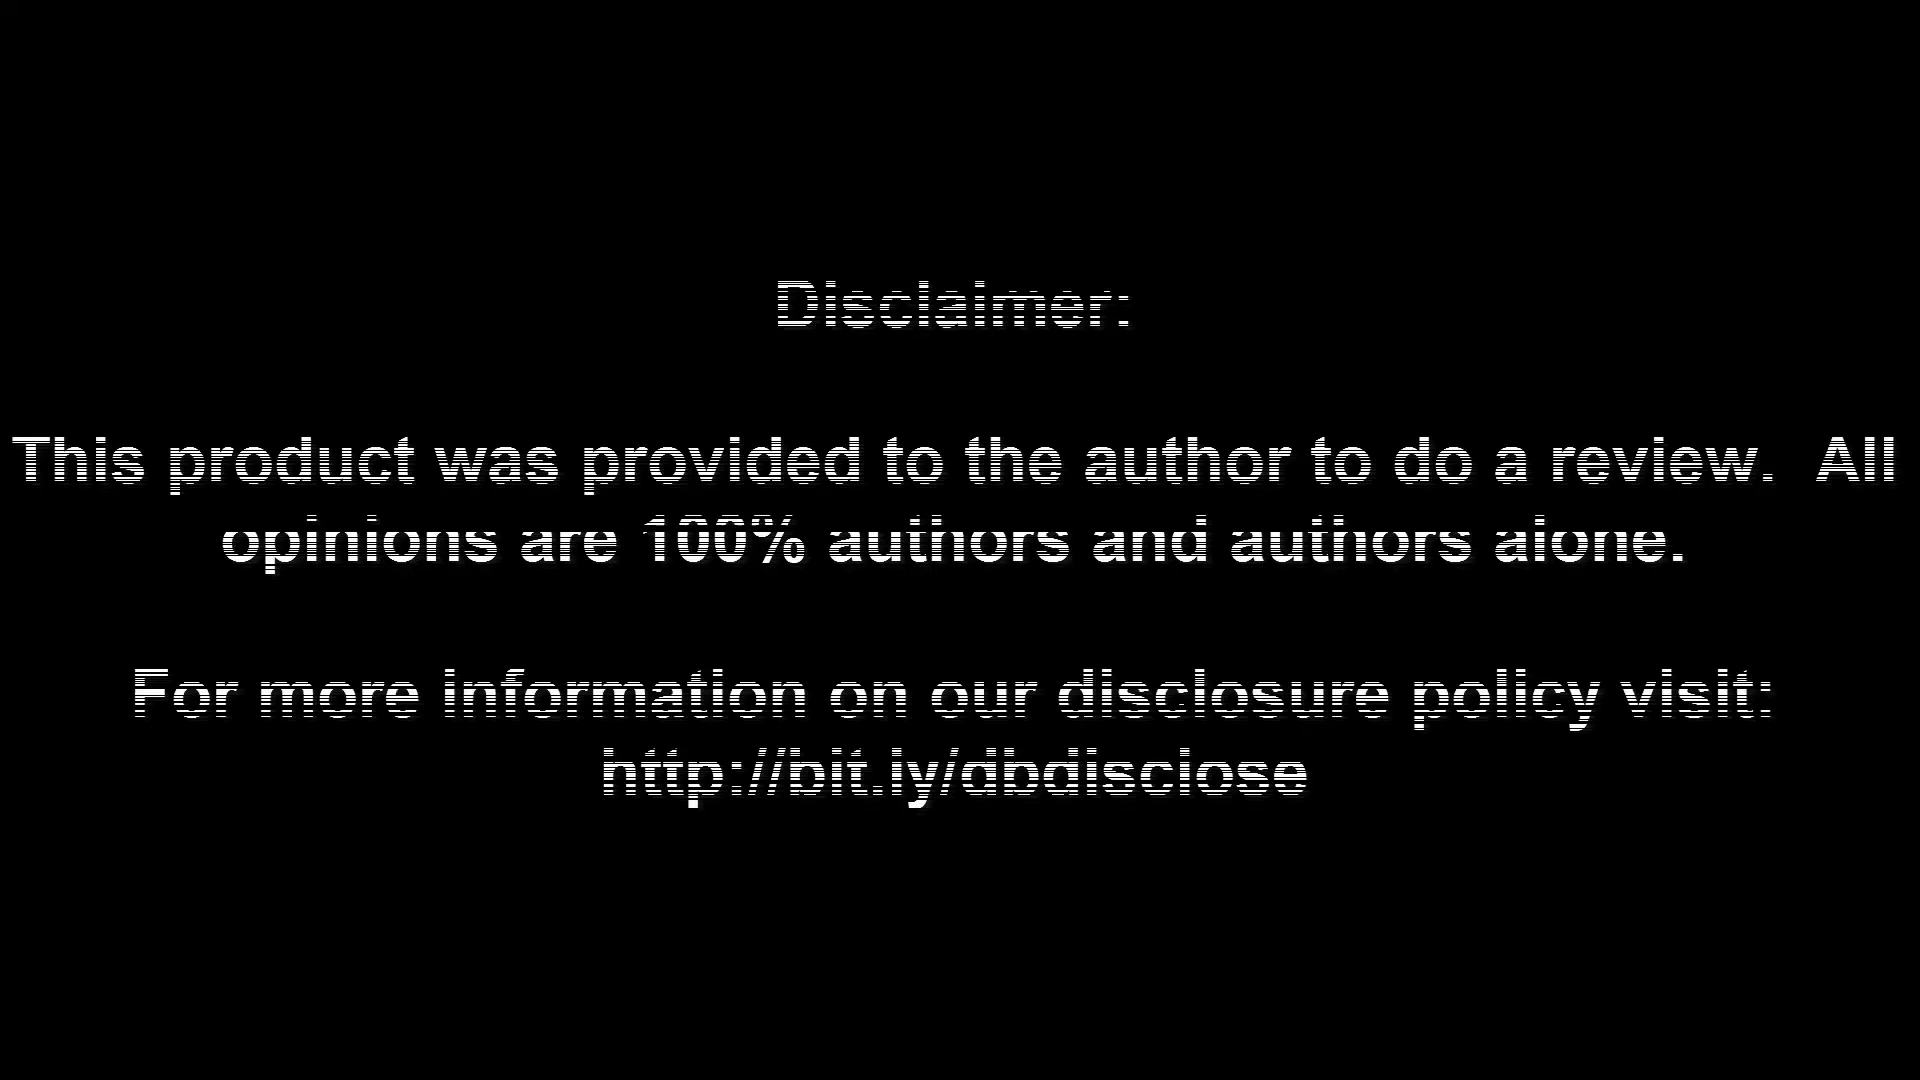 Disclaimer:
This product was provided to the author to do a review.  All
opinions are 100% authors and authors alone.
For more information on our disclosure policy visit:
http://bit.ly/dbdisclose